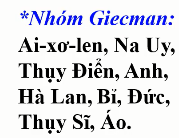 *Nhóm Giecman:
Ai-xơ-len, Na Uy,
Thụy Điển, Anh,
Hà Lan, Bỉ, Đức,
Thụy Sĩ, Áo.